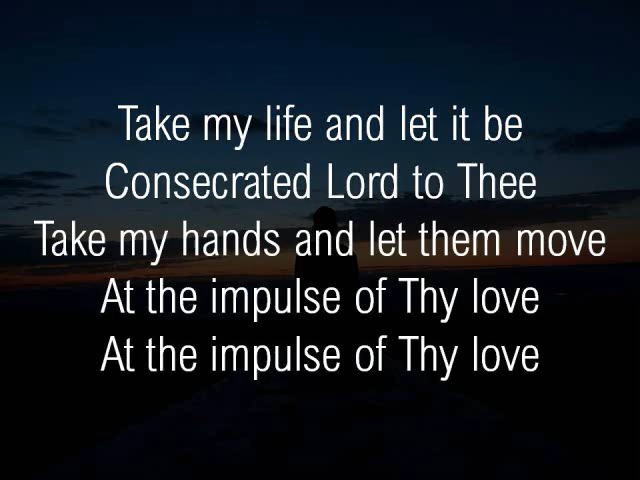 Take my life and let it be
Consecrated Lord to Thee
Take my hands and let them move
At the impulse of Thy love
At the impulse of Thy love